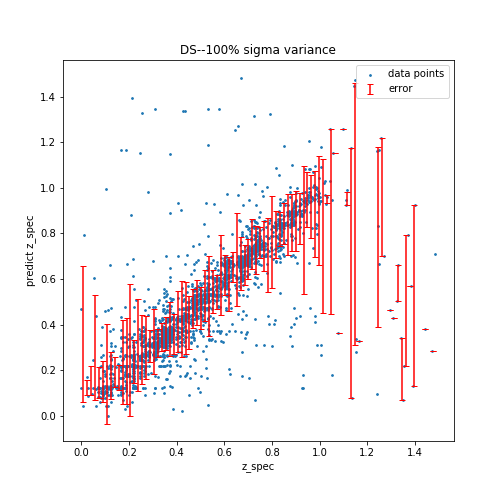 DS--100% sigma variance
data points
error
predict z_spec
1.4
1.2
1.0
0.8
0.6
0.4
0.2
0.0
0.0 0.2 0.4 0.6 0.8 1.0 1.2 1.4
z_spec